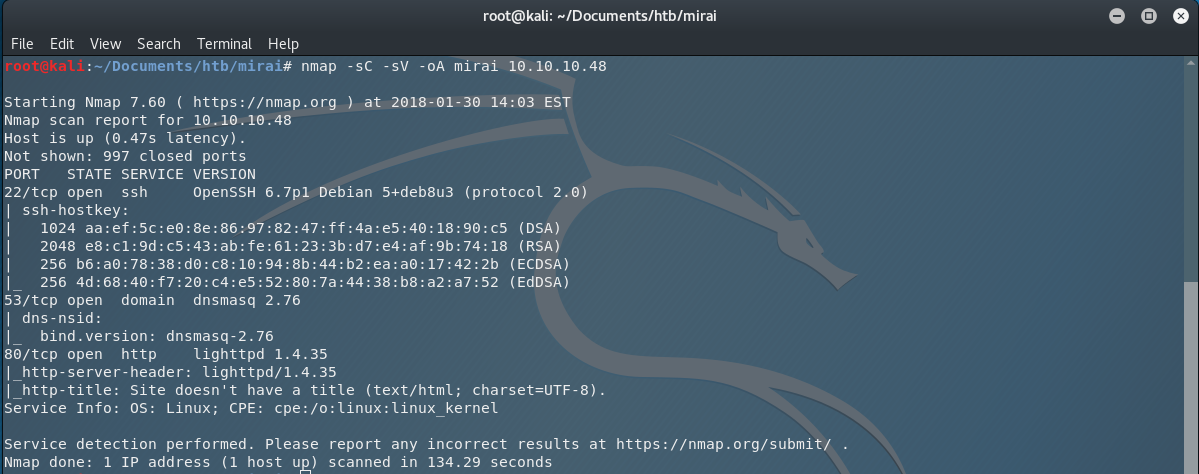 root@kali: ~/Documents/htb/mirai
File Edit View Search Terminal Help
root@kali:~/Documents/htb/mirai# nmap -sC -sV -oA mirai 10.10.10.48
Starting Nmap 7.60 ( https://nmap.org ) at 2018-01-30 14:03 EST
Nmap scan report for 10.10.10.48
Host is up (0.47s latency).
Not shown: 997 closed ports
PORT   STATE SERVICE VERSION
22/tcp open  ssh     OpenSSH 6.7p1 Debian 5+deb8u3 (protocol 2.0)
| ssh-hostkey:
|   1024 aa:ef:5c:e0:8e:86:97:82:47:ff:4a:e5:40:18:90:c5 (DSA)
|   2048 e8:c1:9d:c5:43:ab:fe:61:23:3b:d7:e4:af:9b:74:18 (RSA)
|   256 b6:a0:78:38:d0:c8:10:94:8b:44:b2:ea:a0:17:42:2b (ECDSA)
|_  256 4d:68:40:f7:20:c4:e5:52:80:7a:44:38:b8:a2:a7:52 (EdDSA)
53/tcp open  domain  dnsmasq 2.76
| dns-nsid:
|_  bind.version: dnsmasq-2.76
80/tcp open  http    lighttpd 1.4.35
|_http-server-header: lighttpd/1.4.35
|_http-title: Site doesn't have a title (text/html; charset=UTF-8).
Service Info: OS: Linux; CPE: cpe:/o:linux:linux_kernel
Service detection performed. Please report any incorrect results at https://nmap.org/submit/ .
Nmap done: 1 IP address (1 host up) scanned in 134.29 seconds